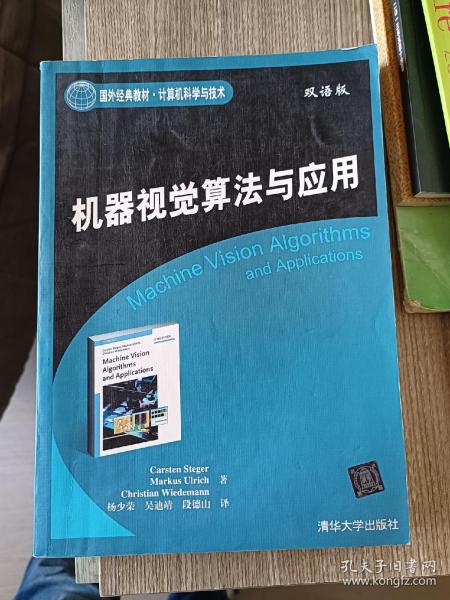 国外经典教材·计算机科学与技术
双语版
机器视觉算法与应用
Machine Vision Algorithms
and Applications
Machine Vision
Algorithms
and Applications
Carsten Steger
Markus Ulrich 著
Christian Wiedemann
杨少荣 吴迪靖 段德山 译
清华大学出版社
孔夫子旧书网